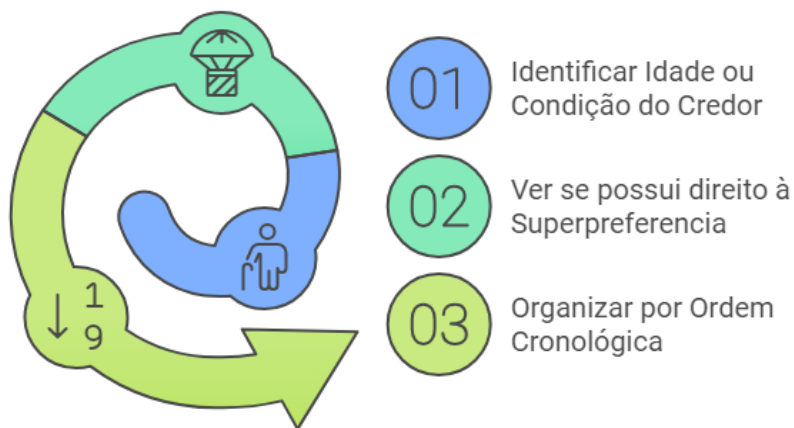 01
Identificar Idade ou
Condição do Credor
02
Ver se possui direito à
Superpreferencia
03
Organizar por Ordem
Cronológica
1
9